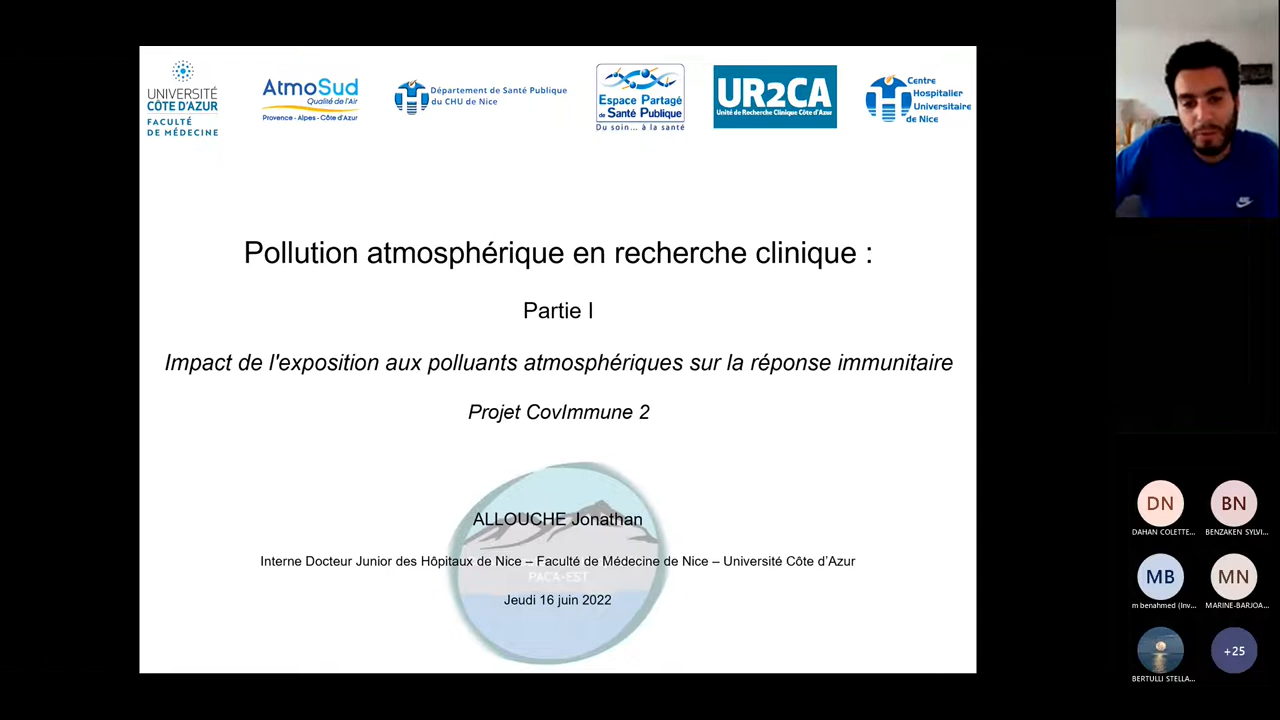 UNIVERSITÉ
CÔTE D'AZUR
FACULTÉ
DE MÉDECINE
AtmoSud
Qualité de l'Air
Provence - Alpes - Côte d'Azur
Département de Santé Publique
du CHU de Nice
Espace Partagé
de Santé Publique
Du soin... à la santé
UR2CA
Unité de Recherche Clinique Côte d'Azur
Centre
Hospitalier
Universitaire
de Nice
Pollution atmosphérique en recherche clinique :
Partie I
Impact de l'exposition aux polluants atmosphériques sur la réponse immunitaire
Projet CovImmune 2
ALLOUCHE Jonathan
Interne Docteur Junior des Hôpitaux de Nice – Faculté de Médecine de Nice – Université Côte d'Azur
PACA-EST
Jeudi 16 juin 2022
DN
BN
DAHAN COLETTE...
BENZAKEN SYLVI...
MB
MN
m benahmed (Inv...
MARINE-BARJOA...
+25
BERTULLI STELLA...